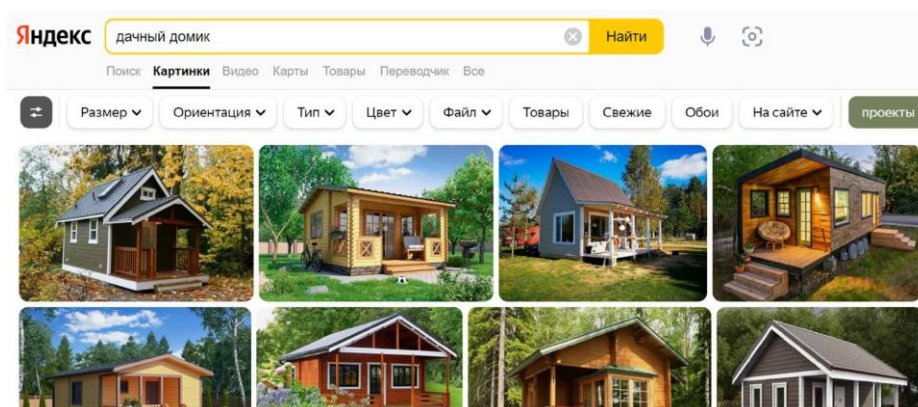 Яндекс дачный домик Найти
Поиск Картинки Видео Карты Товары Переводчик Все
Размер Ориентация Тип Цвет Файл Товары Свежие Обои На сайте проекты